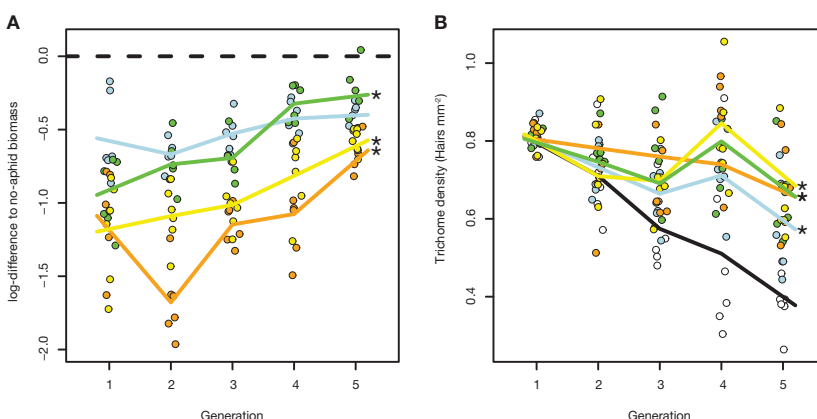 A
B
log-difference to no-aphid biomass
0.0
−0.5
−1.0
−1.5
−2.0
*
*
*
1 2 3 4 5
Generation
Trichome density (Hairs mm⁻²)
1.0
0.8
0.6
0.4
*
*
*
1 2 3 4 5
Generation